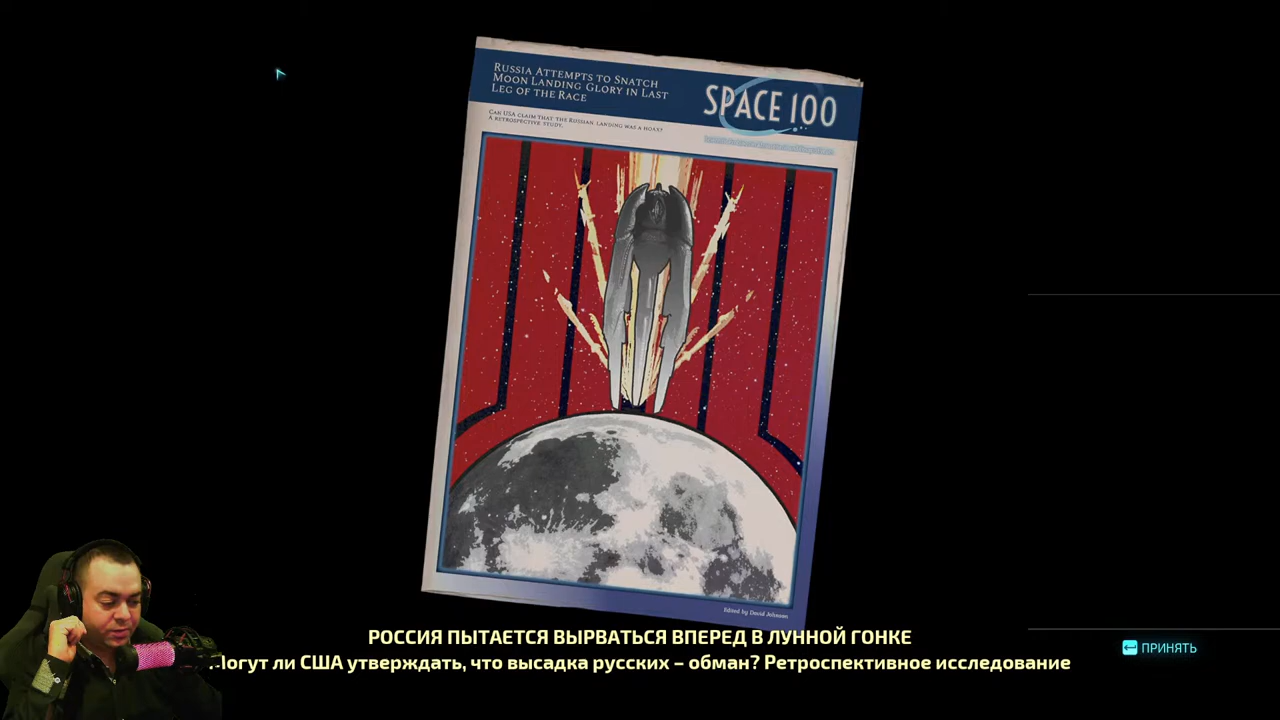 RUSSIA ATTEMPTS TO SNATCH
MOON LANDING GLORY IN LAST
LEG OF THE RACE
SPACE 100
CAN USA CLAIM THAT THE RUSSIAN LANDING WAS A HOAX?
A RETROSPECTIVE STUDY.
Edited by David Johnson
РОССИЯ ПЫТАЕТСЯ ВЫРВАТЬСЯ ВПЕРЕД В ЛУННОЙ ГОНКЕ
Могут ли США утверждать, что высадка русских – обман? Ретроспективное исследование
ПРИНЯТЬ